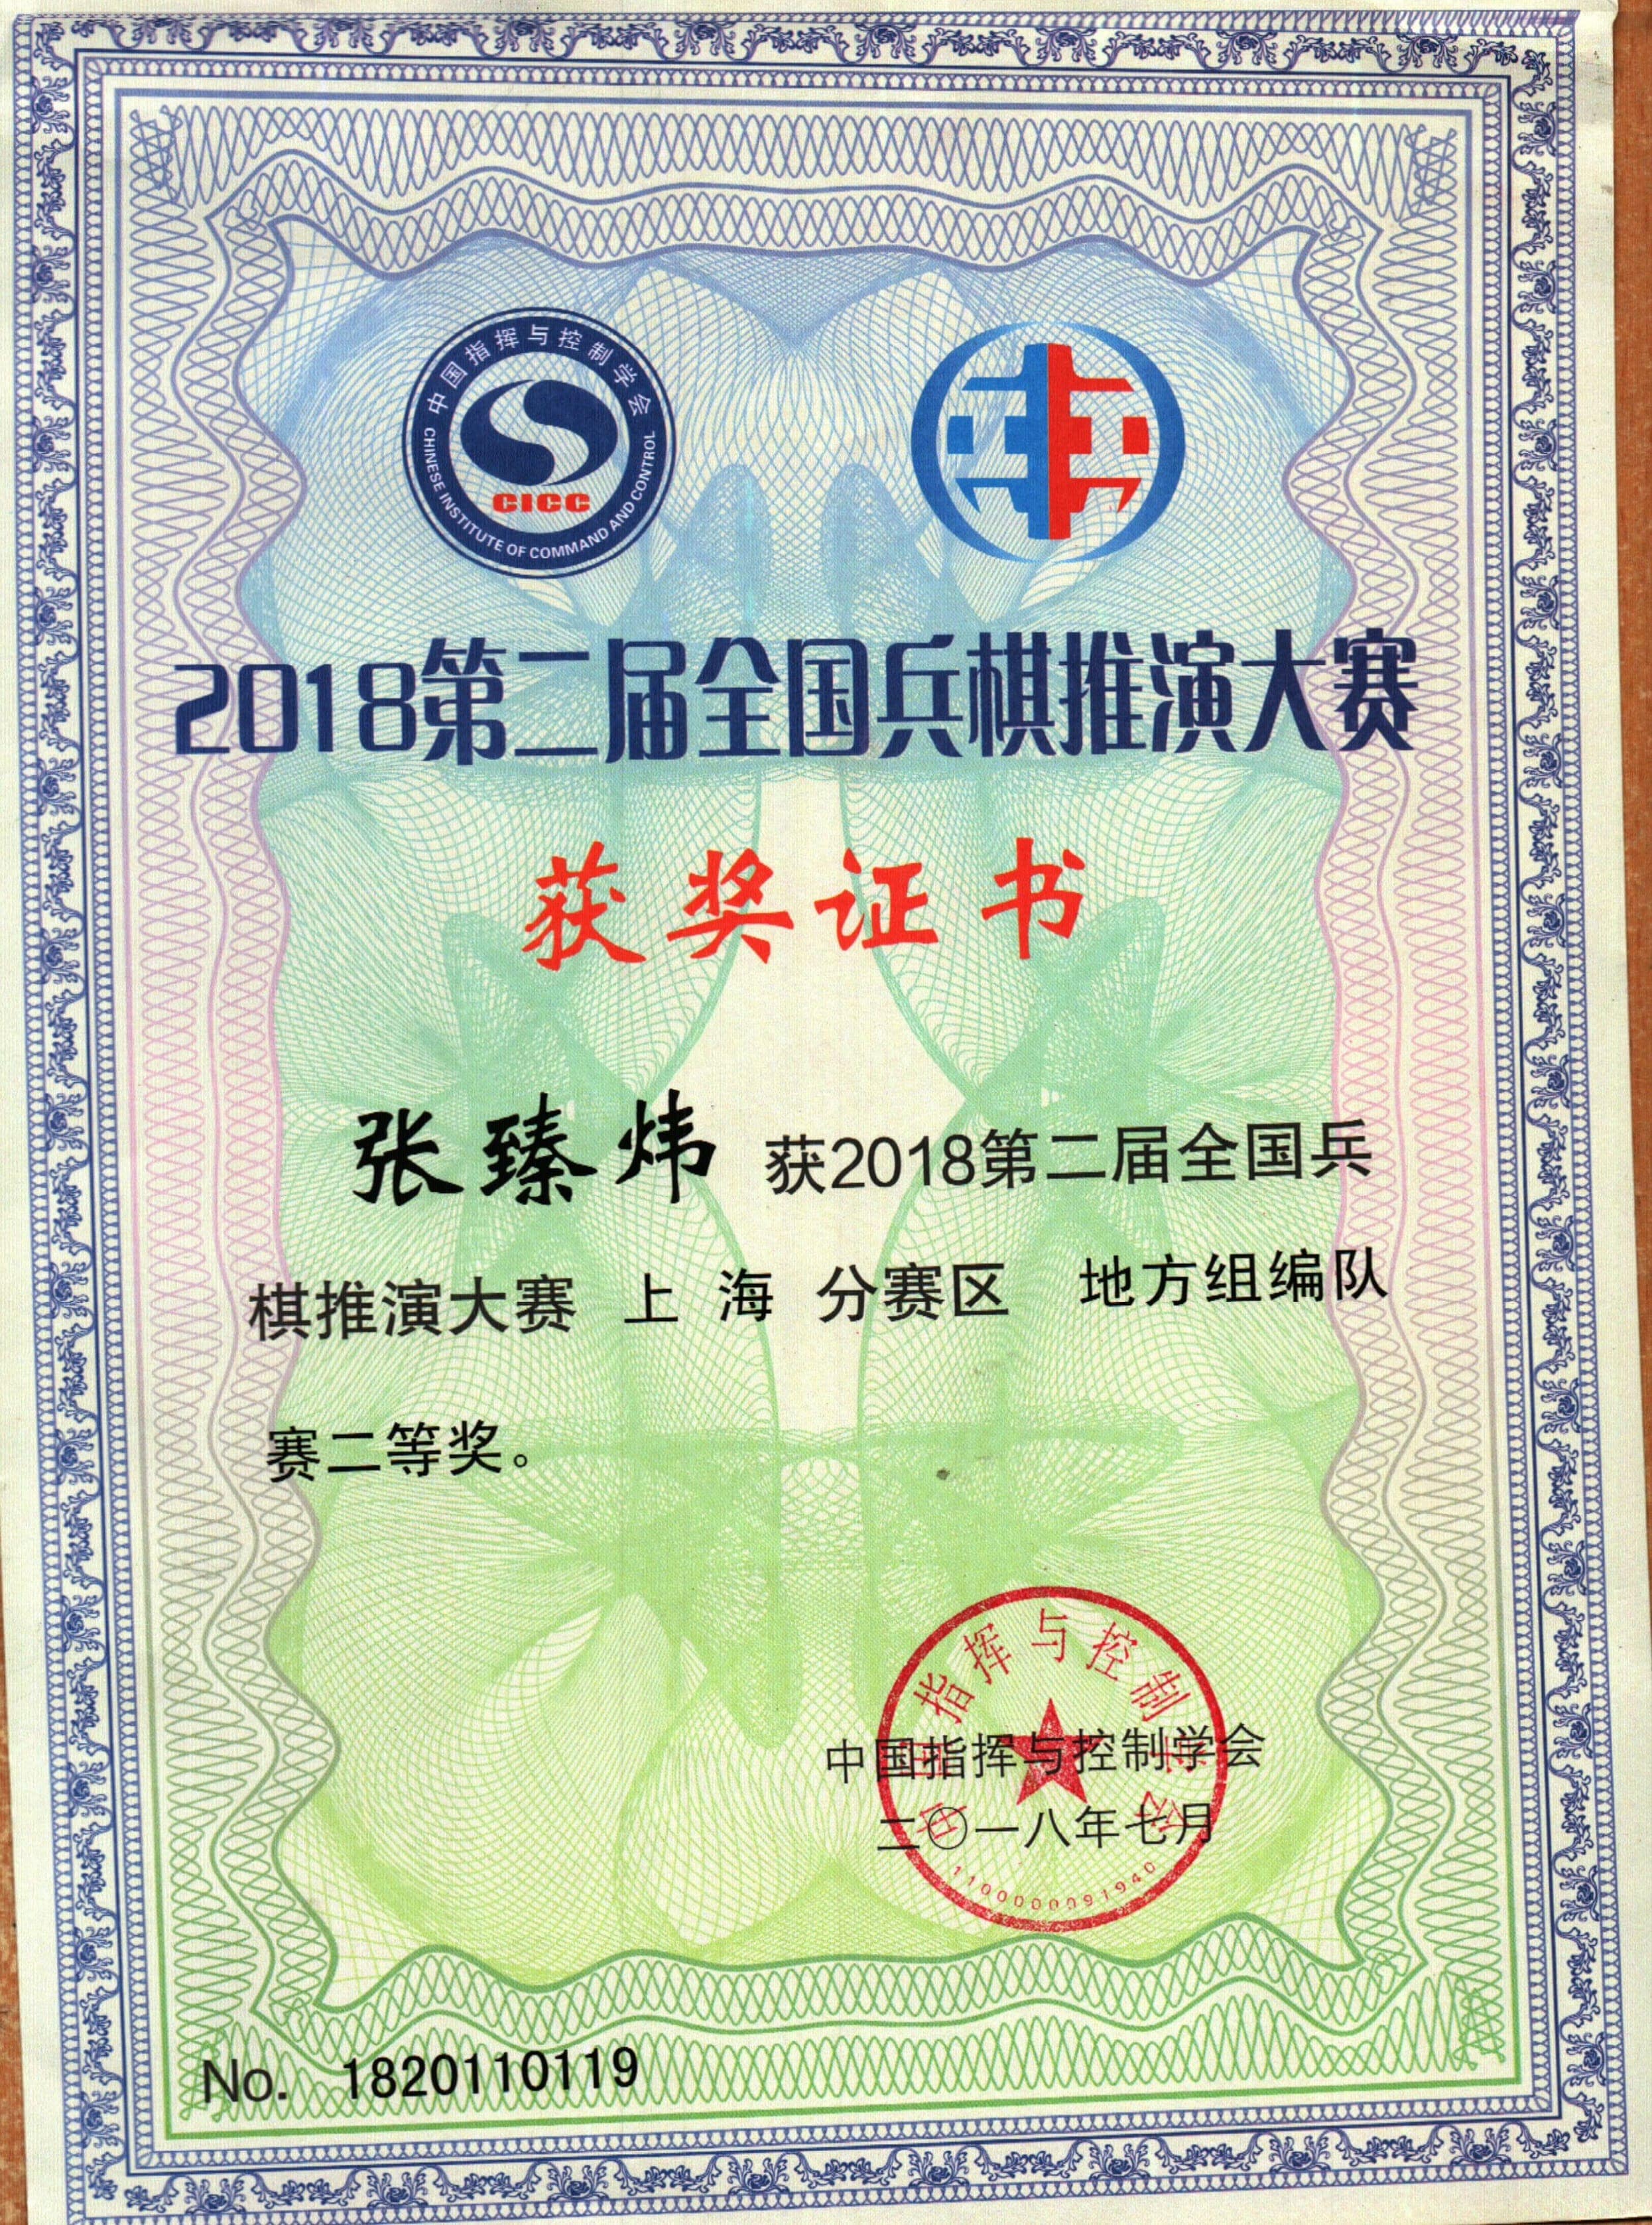 中国指挥与控制学会
CHINESE INSTITUTE OF COMMAND AND CONTROL
CICC
2018第二届全国兵棋推演大赛
获奖证书
张臻炜 获2018第二届全国兵
棋推演大赛 上海 分赛区 地方组编队
赛二等奖。
中国指挥与控制学会
二〇一八年七月
中国指挥与控制学会
1100000091940
No. 1820110119